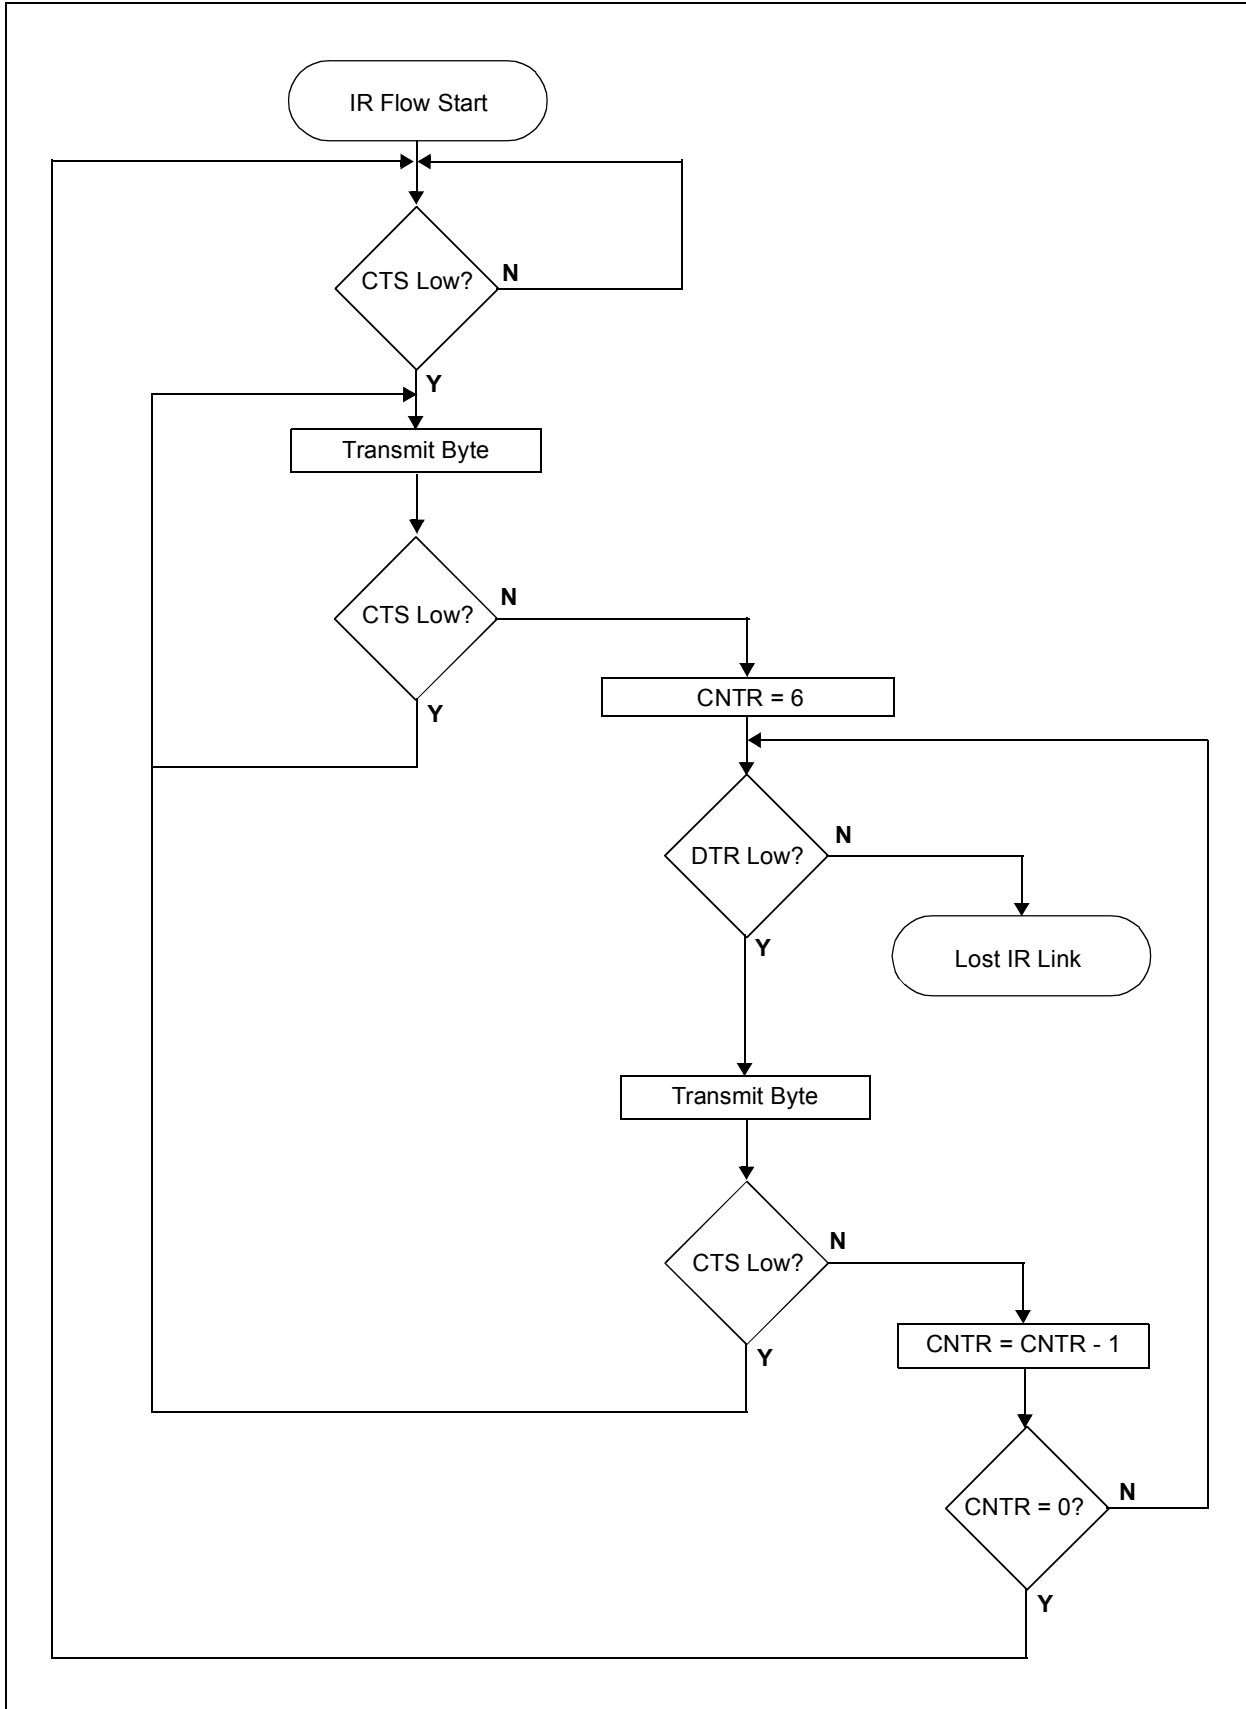 IR Flow Start
CTS Low?
N
Y
Transmit Byte
CTS Low?
N
Y
CNTR = 6
DTR Low?
N
Y
Lost IR Link
Transmit Byte
CTS Low?
N
Y
CNTR = CNTR - 1
CNTR = 0?
N
Y